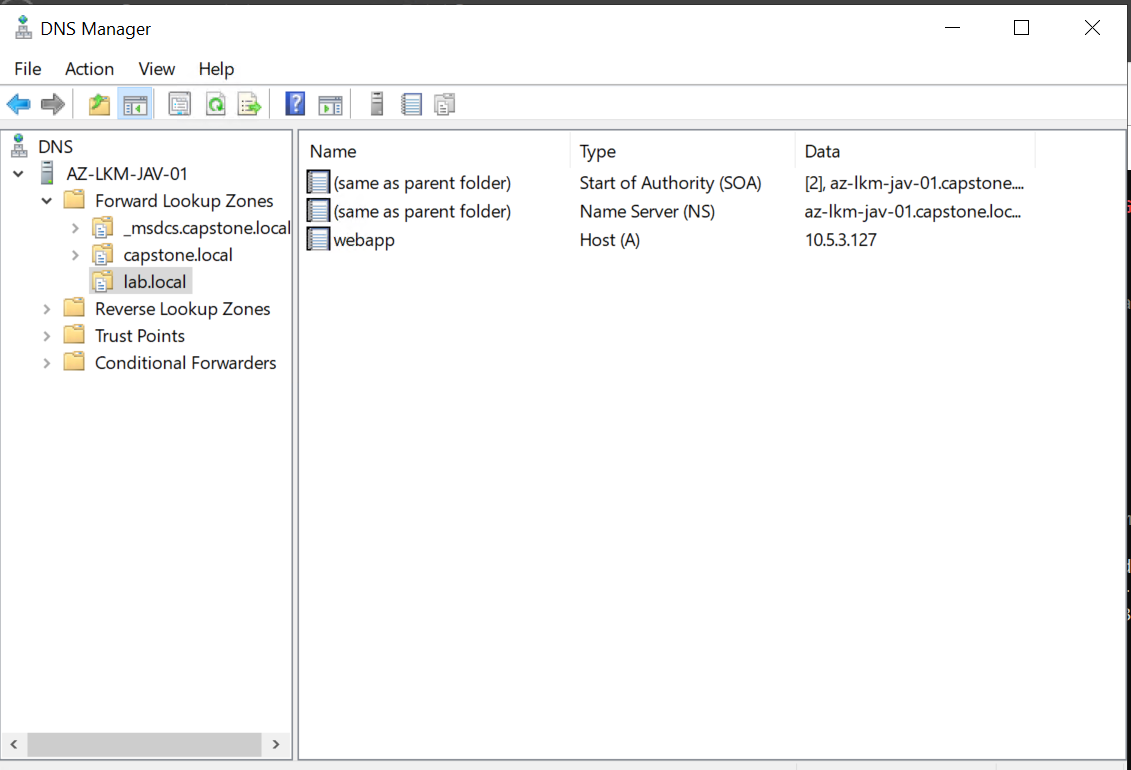 DNS Manager
File Action View Help
DNS
AZ-LKM-JAV-01
Forward Lookup Zones
_msdcs.capstone.local
capstone.local
lab.local
Reverse Lookup Zones
Trust Points
Conditional Forwarders
Name Type Data
(same as parent folder) Start of Authority (SOA) [2], az-lkm-jav-01.capstone....
(same as parent folder) Name Server (NS) az-lkm-jav-01.capstone.loc...
webapp Host (A) 10.5.3.127